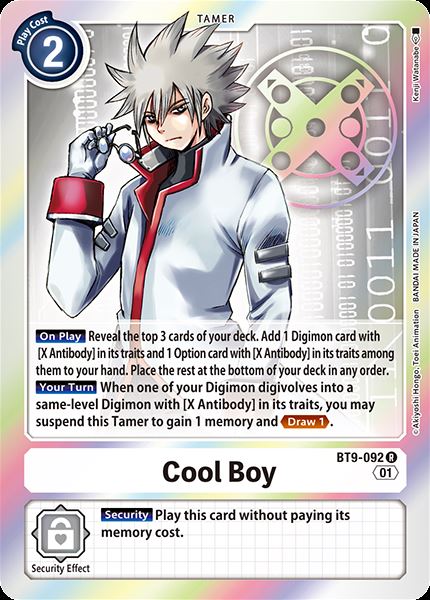 TAMER
Play Cost
2
Kenji Watanabe
On Play Reveal the top 3 cards of your deck. Add 1 Digimon card with
[X Antibody] in its traits and 1 Option card with [X Antibody] in its traits among
them to your hand. Place the rest at the bottom of your deck in any order.
Your Turn When one of your Digimon digivolves into a
same-level Digimon with [X Antibody] in its traits, you may
suspend this Tamer to gain 1 memory and Draw 1.
©Akiyoshi Hongo, Toei Animation BANDAI MADE IN JAPAN
BT9-092 R
Cool Boy
01
Security Play this card without paying its
memory cost.
Security Effect